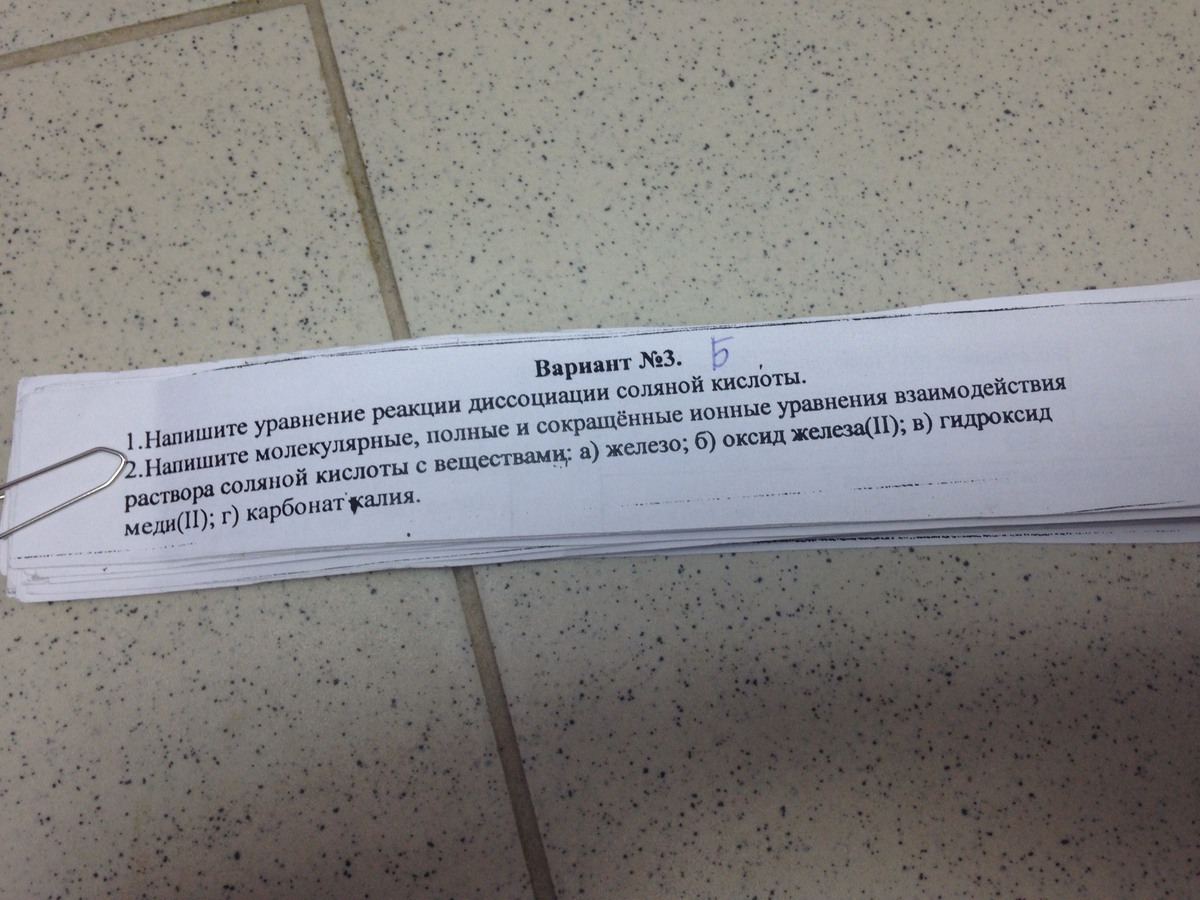 Вариант №3. Б
1.Напишите уравнение реакции диссоциации соляной кислоты.
2.Напишите молекулярные, полные и сокращённые ионные уравнения взаимодействия
раствора соляной кислоты с веществами: а) железо; б) оксид железа(II); в) гидроксид
меди(II); г) карбонат калия.